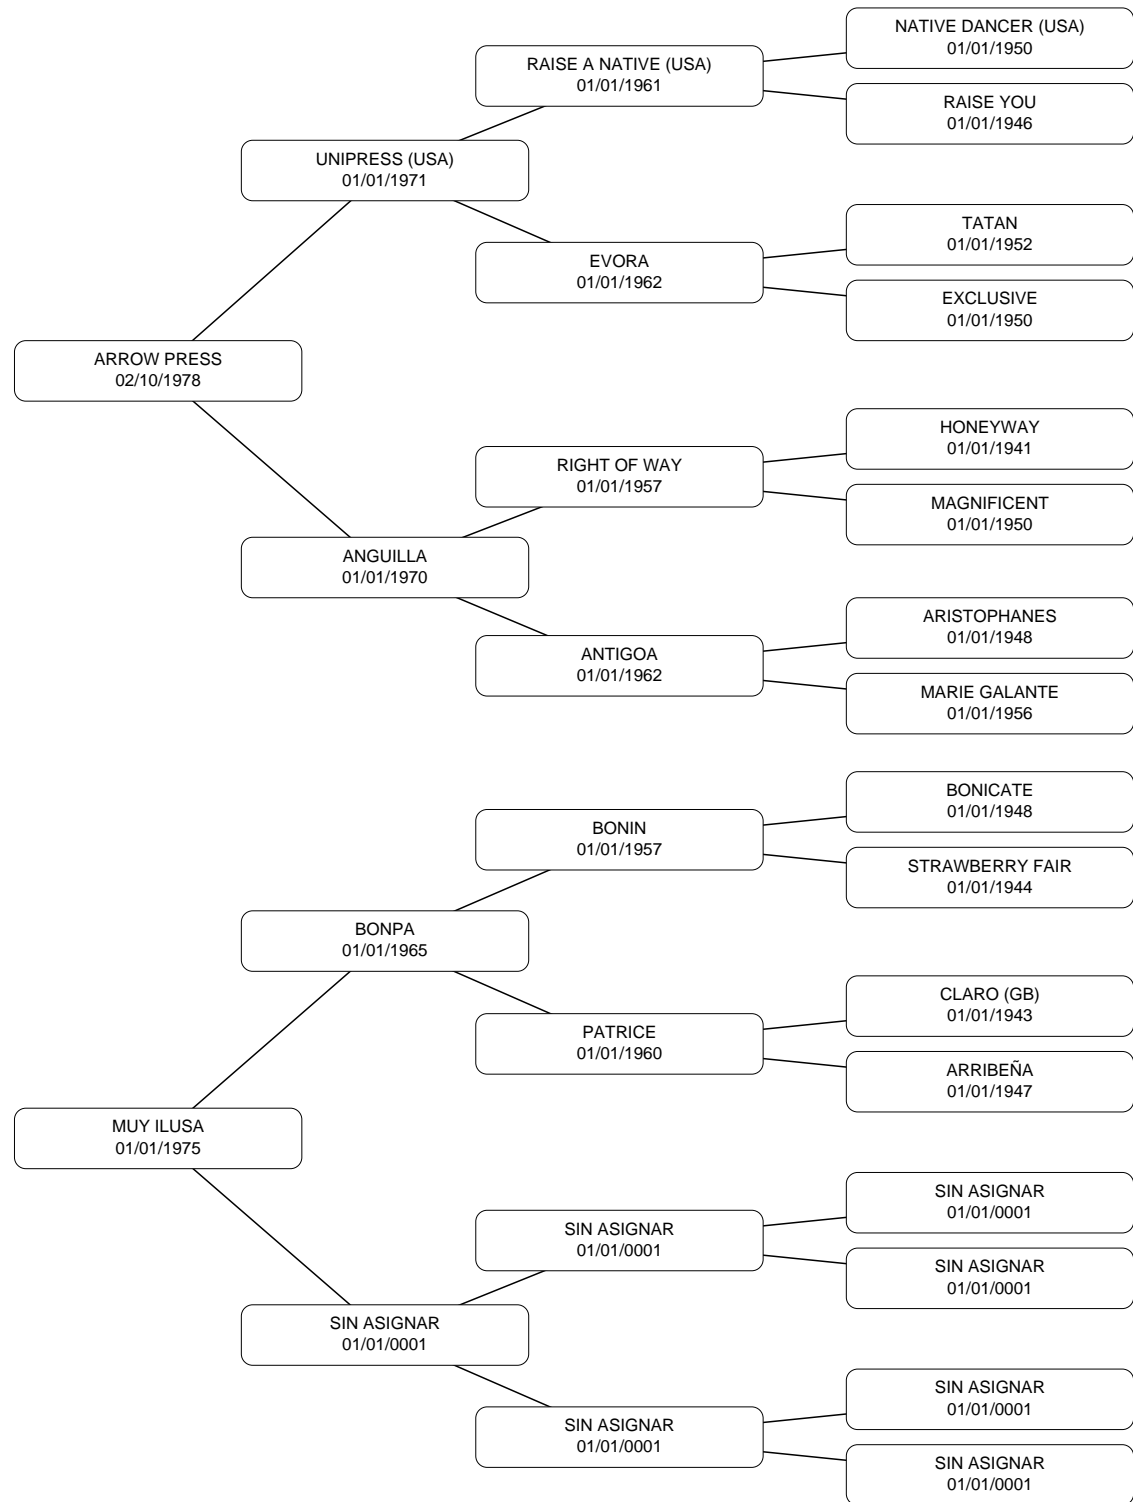 NATIVE DANCER (USA)
01/01/1950
RAISE A NATIVE (USA)
01/01/1961
RAISE YOU
01/01/1946
UNIPRESS (USA)
01/01/1971
TATAN
01/01/1952
EVORA
01/01/1962
EXCLUSIVE
01/01/1950
ARROW PRESS
02/10/1978
HONEYWAY
01/01/1941
RIGHT OF WAY
01/01/1957
MAGNIFICENT
01/01/1950
ANGUILLA
01/01/1970
ARISTOPHANES
01/01/1948
ANTIGOA
01/01/1962
MARIE GALANTE
01/01/1956
BONICATE
01/01/1948
BONIN
01/01/1957
STRAWBERRY FAIR
01/01/1944
BONPA
01/01/1965
CLARO (GB)
01/01/1943
PATRICE
01/01/1960
ARRIBEÑA
01/01/1947
MUY ILUSA
01/01/1975
SIN ASIGNAR
01/01/0001
SIN ASIGNAR
01/01/0001
SIN ASIGNAR
01/01/0001
SIN ASIGNAR
01/01/0001
SIN ASIGNAR
01/01/0001
SIN ASIGNAR
01/01/0001
SIN ASIGNAR
01/01/0001